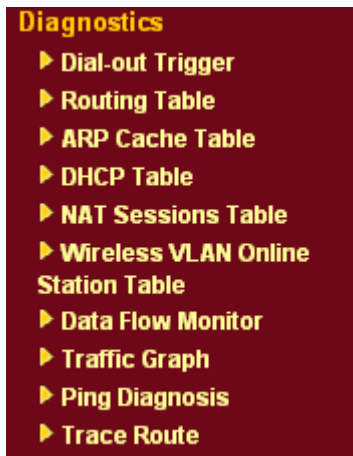 Diagnostics
Dial-out Trigger
Routing Table
ARP Cache Table
DHCP Table
NAT Sessions Table
Wireless VLAN Online
Station Table
Data Flow Monitor
Traffic Graph
Ping Diagnosis
Trace Route